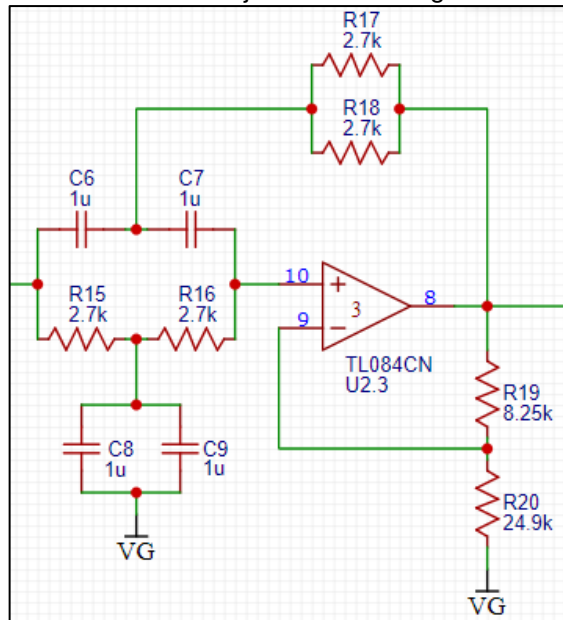 R17
2.7k
R18
2.7k
C6
1u
C7
1u
R15
2.7k
R16
2.7k
10
9
8
3
TL084CN
U2.3
R19
8.25k
C8
1u
C9
1u
R20
24.9k
VG
VG